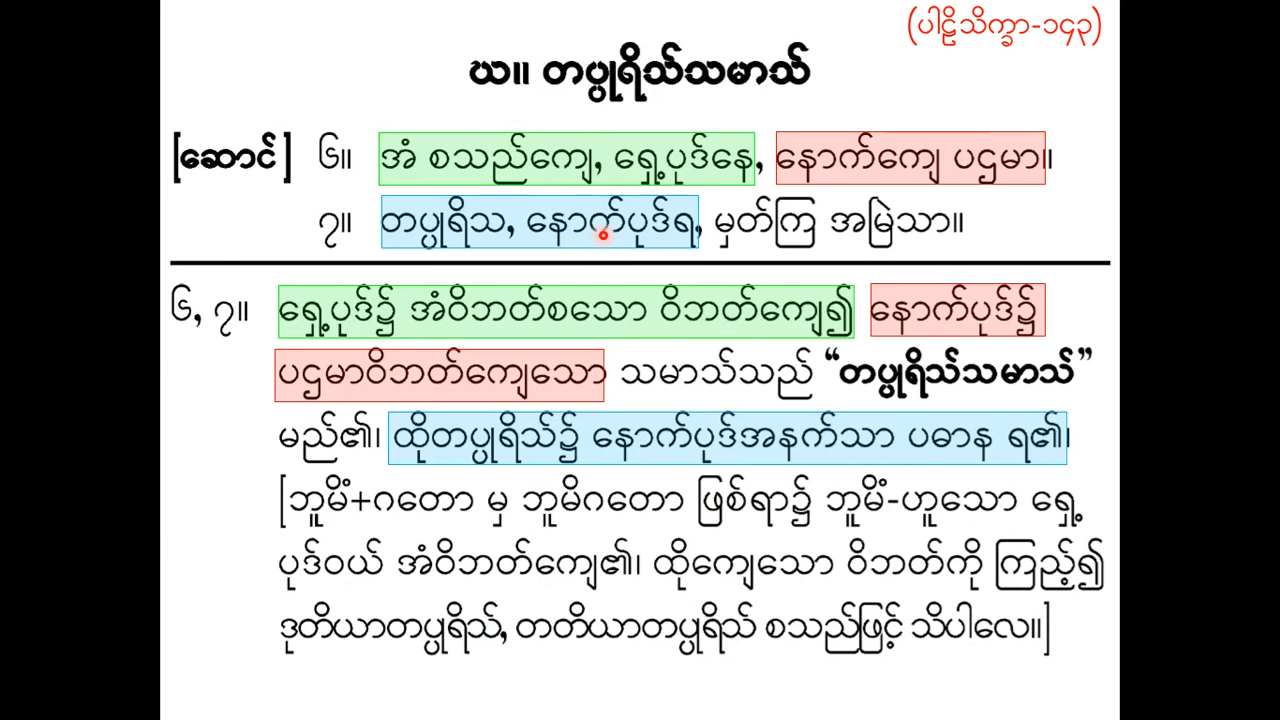 (ပါဠိသိက္ခာ-၁၄၃)
ဃ။ တပ္ပုရိသ်သမာသ်
[ဆောင်] ၆။ အံ စသည်ကျေ, ရှေ့ပုဒ်နေ, နောက်ကျေ ပဌမာ။
၇။ တပ္ပုရိသ, နောက်ပုဒ်ရ, မှတ်ကြ အမြဲသာ။
၆, ၇။ ရှေ့ပုဒ်၌ အံဝိဘတ်စသော ဝိဘတ်ကျေ၍ နောက်ပုဒ်၌
ပဌမာဝိဘတ်ကျေသော သမာသ်သည် “တပ္ပုရိသ်သမာသ်”
မည်၏၊ ထိုတပ္ပုရိသ်၌ နောက်ပုဒ်အနက်သာ ပဓာန ရ၏၊
[ဘူမိံ+ဂတော မှ ဘူမိဂတော ဖြစ်ရာ၌ ဘူမိံ-ဟူသော ရှေ့
ပုဒ်ဝယ် အံဝိဘတ်ကျေ၏၊ ထိုကျေသော ဝိဘတ်ကို ကြည့်၍
ဒုတိယာတပ္ပုရိသ်, တတိယာတပ္ပုရိသ် စသည်ဖြင့် သိပါလေ။]